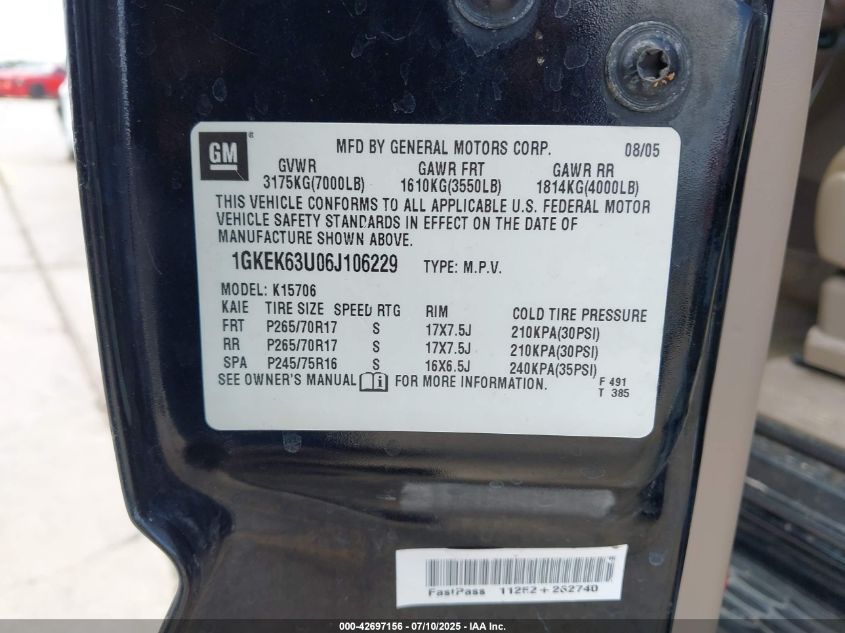 GM ®
MFD BY GENERAL MOTORS CORP. 08/05
GVWR GAWR FRT GAWR RR
3175KG(7000LB) 1610KG(3550LB) 1814KG(4000LB)
THIS VEHICLE CONFORMS TO ALL APPLICABLE U.S. FEDERAL MOTOR
VEHICLE SAFETY STANDARDS IN EFFECT ON THE DATE OF
MANUFACTURE SHOWN ABOVE.
1GKEK63U06J106229 TYPE: M.P.V.
MODEL: K15706
KAIE TIRE SIZE SPEED RTG RIM COLD TIRE PRESSURE
FRT P265/70R17 S 17X7.5J 210KPA(30PSI)
RR P265/70R17 S 17X7.5J 210KPA(30PSI)
SPA P245/75R16 S 16X6.5J 240KPA(35PSI)
SEE OWNER'S MANUAL i FOR MORE INFORMATION. F 491
T 385
FastPass
000-42697156 — 07/10/2025 — IAA Inc.